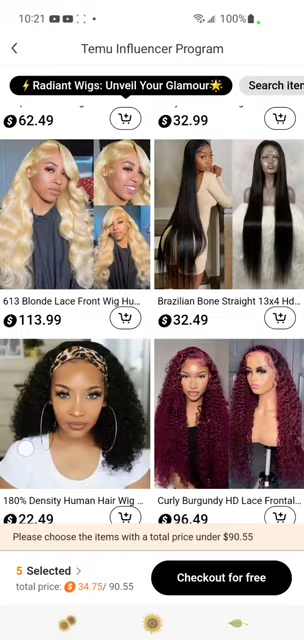 10:21 100%
Temu Influencer Program
⚡Radiant Wigs: Unveil Your Glamour🌟 Search iter
$62.49 $32.99
613 Blonde Lace Front Wig Hu... Brazilian Bone Straight 13x4 Hd...
$113.99 $32.49
180% Density Human Hair Wig ... Curly Burgundy HD Lace Frontal...
$22.49 $96.49
Please choose the items with a total price under $90.55
5 Selected >
total price: $ 34.75/ 90.55
Checkout for free